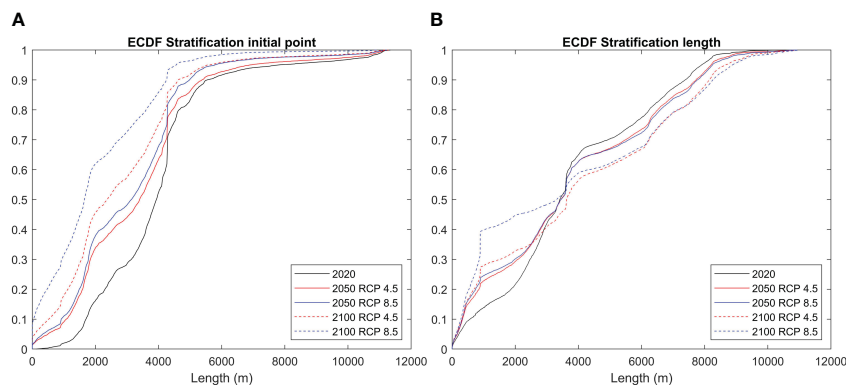 A
ECDF Stratification initial point
1
0.9
0.8
0.7
0.6
0.5
0.4
0.3
0.2
0.1
0
0 2000 4000 6000 8000 10000 12000
Length (m)
2020
2050 RCP 4.5
2050 RCP 8.5
2100 RCP 4.5
2100 RCP 8.5
B
ECDF Stratification length
1
0.9
0.8
0.7
0.6
0.5
0.4
0.3
0.2
0.1
0
0 2000 4000 6000 8000 10000 12000
Length (m)
2020
2050 RCP 4.5
2050 RCP 8.5
2100 RCP 4.5
2100 RCP 8.5